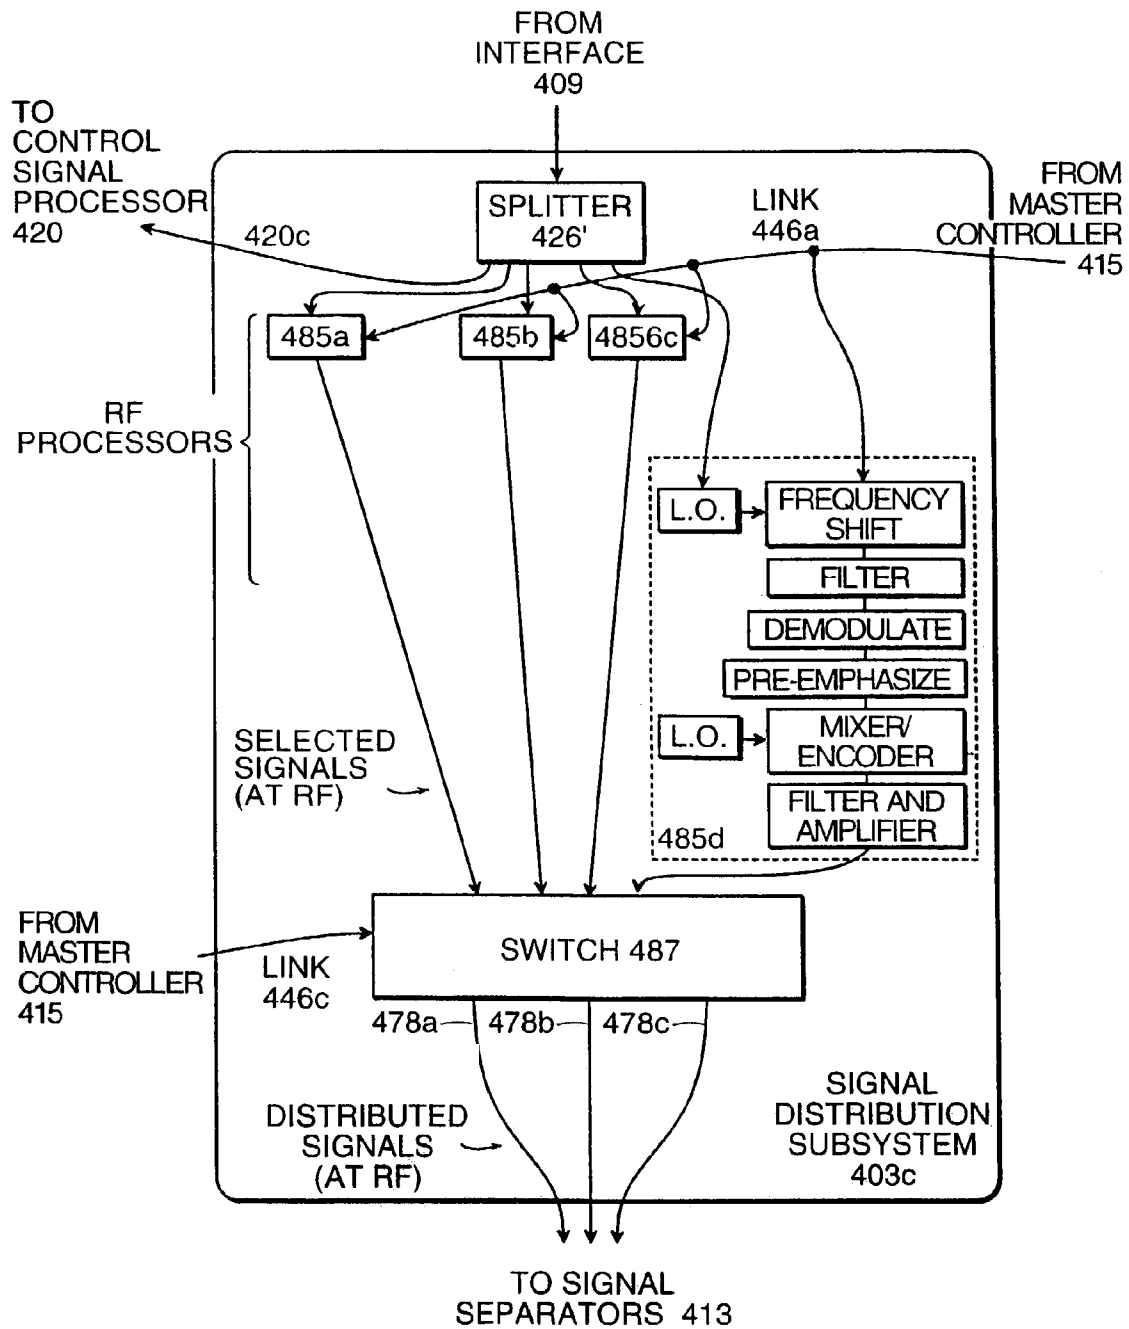 FROM
INTERFACE
409
TO
CONTROL
SIGNAL
PROCESSOR
420
420c
SPLITTER
426'
LINK
446a
FROM
MASTER
CONTROLLER
415
485a
485b
4856c
RF
PROCESSORS
L.O.
FREQUENCY
SHIFT
FILTER
DEMODULATE
PRE-EMPHASIZE
L.O.
MIXER/
ENCODER
FILTER AND
AMPLIFIER
485d
SELECTED
SIGNALS
(AT RF)
FROM
MASTER
CONTROLLER
415
LINK
446c
SWITCH 487
478a
478b
478c
DISTRIBUTED
SIGNALS
(AT RF)
SIGNAL
DISTRIBUTION
SUBSYSTEM
403c
TO SIGNAL
SEPARATORS 413